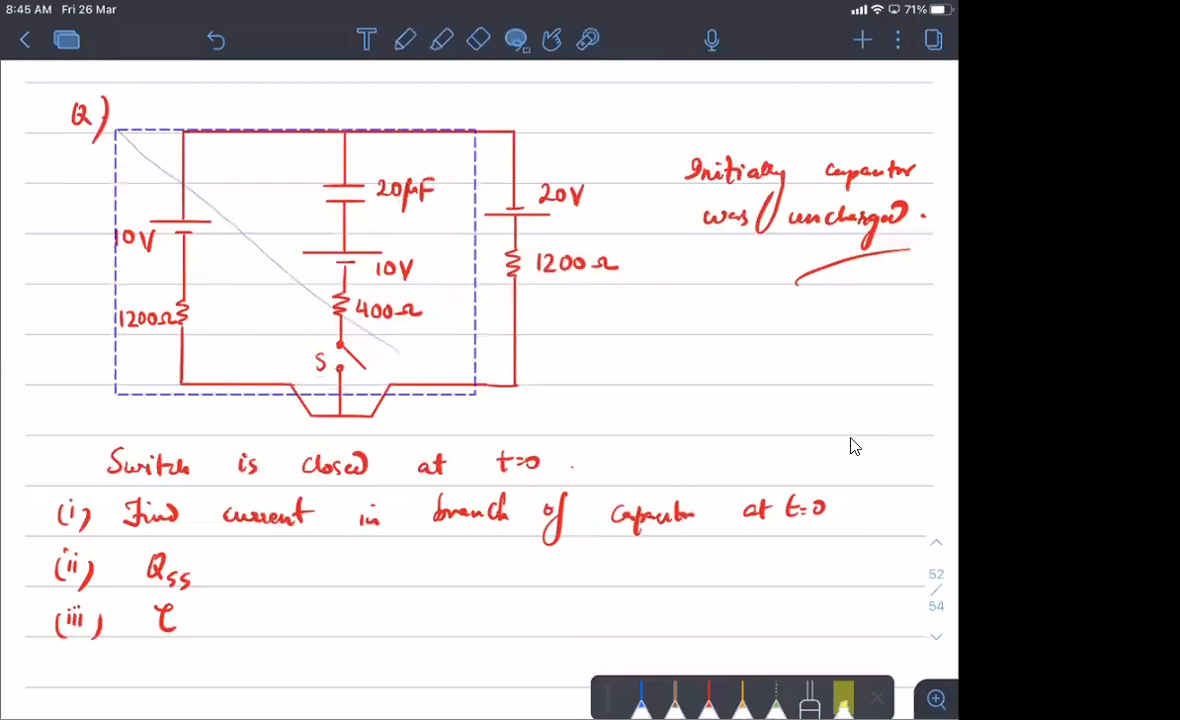 8:45 AM Fri 26 Mar
71%
Q)
20μF
20V
Initially capacitor
was uncharged.
10V
10V
1200Ω
1200Ω
400Ω
S
Switch is closed at t=0.
(i) Find current in branch of capacitor at t=0
(ii) Qss
(iii) τ
52
/
54